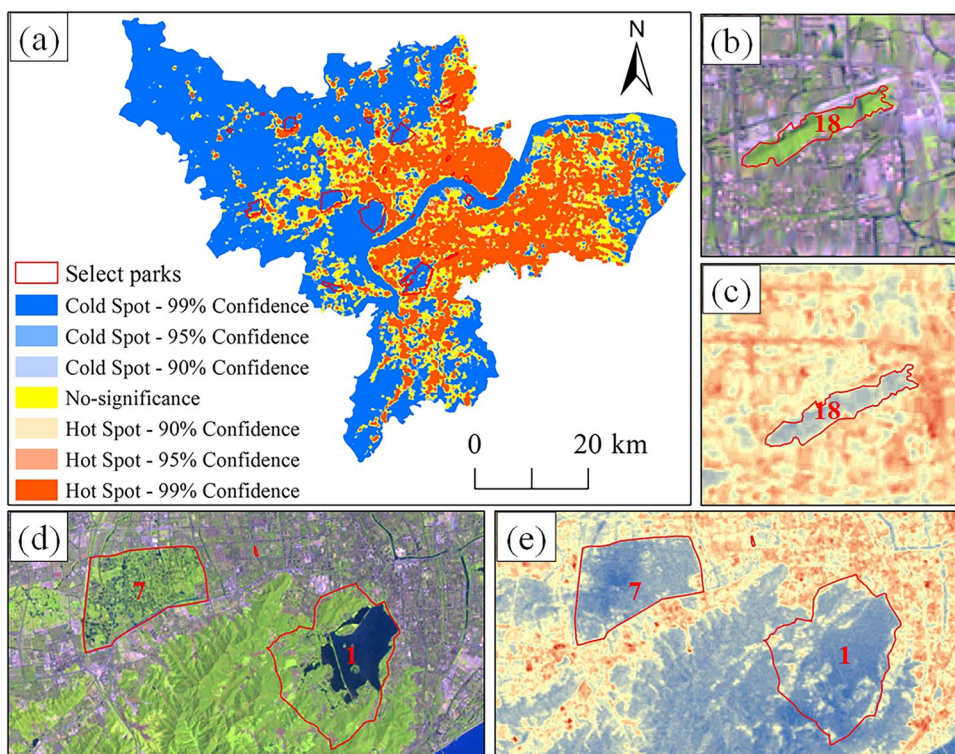 (a)
N
Select parks
Cold Spot - 99% Confidence
Cold Spot - 95% Confidence
Cold Spot - 90% Confidence
No-significance
Hot Spot - 90% Confidence
Hot Spot - 95% Confidence
Hot Spot - 99% Confidence
0 20 km
(b)
18
(c)
18
(d)
7
1
(e)
7
1